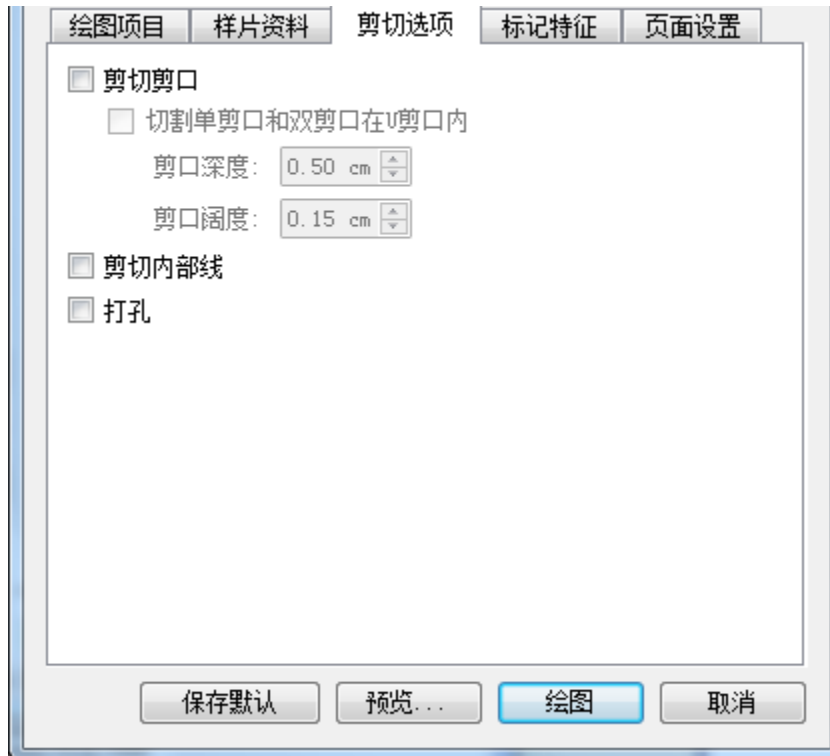 绘图项目 样片资料 剪切选项 标记特征 页面设置
剪切剪口
切割单剪口和双剪口在U剪口内
剪口深度: 0.50 cm
剪口阔度: 0.15 cm
剪切内部线
打孔
保存默认 预览... 绘图 取消